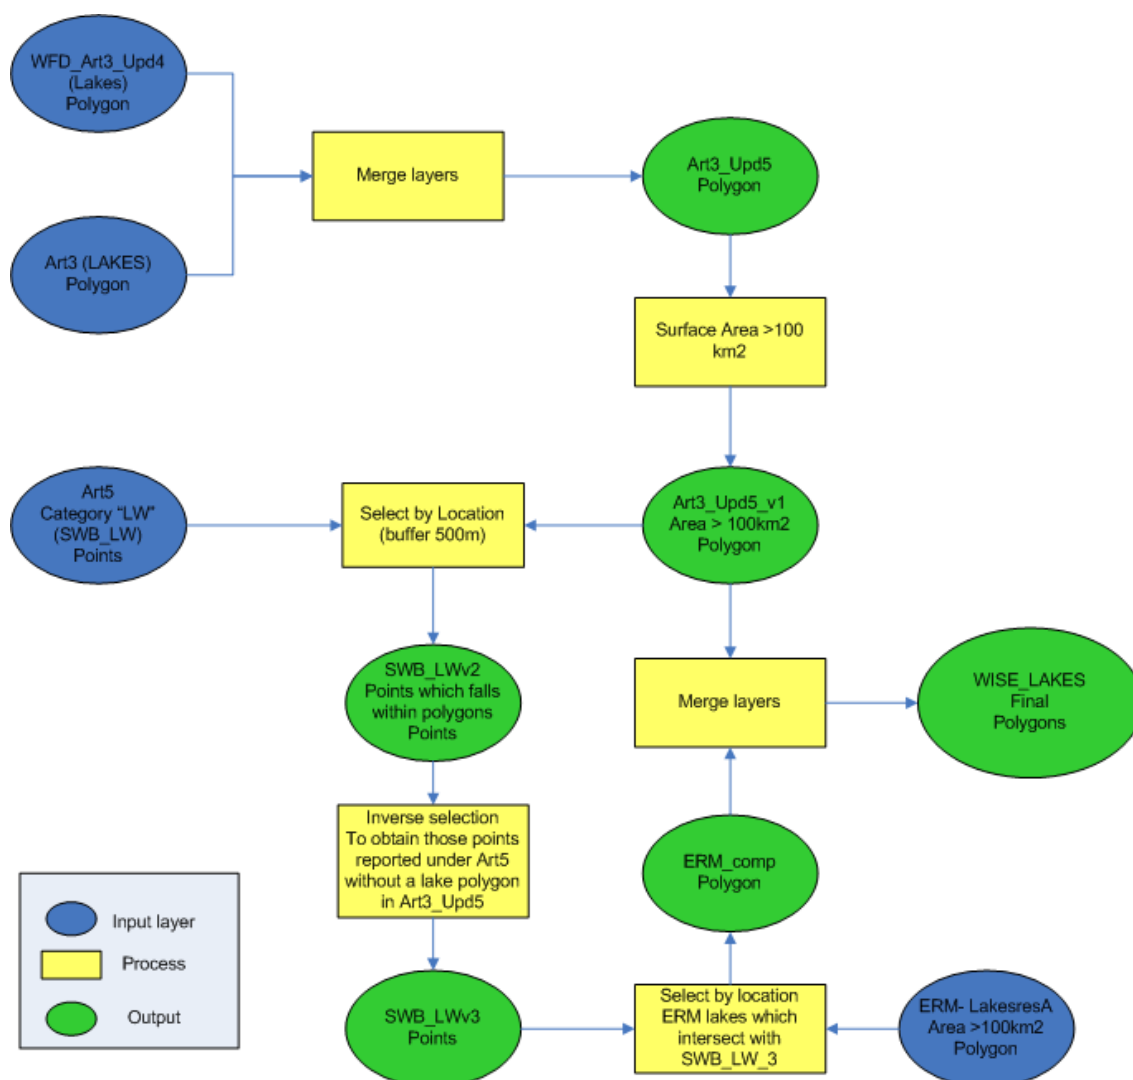 WFD_Art3_Upd4
(Lakes)
Polygon
Merge layers
Art3_Upd5
Polygon
Art3 (LAKES)
Polygon
Surface Area >100
km2
Art5
Category “LW”
(SWB_LW)
Points
Select by Location
(buffer 500m)
Art3_Upd5_v1
Area > 100km2
Polygon
SWB_LWv2
Points which falls
within polygons
Points
Merge layers
WISE_LAKES
Final
Polygons
Inverse selection
To obtain those points
reported under Art5
without a lake polygon
in Art3_Upd5
ERM_comp
Polygon
Input layer
Process
Output
SWB_LWv3
Points
Select by location
ERM lakes which
intersect with
SWB_LW_3
ERM- LakesresA
Area >100km2
Polygon